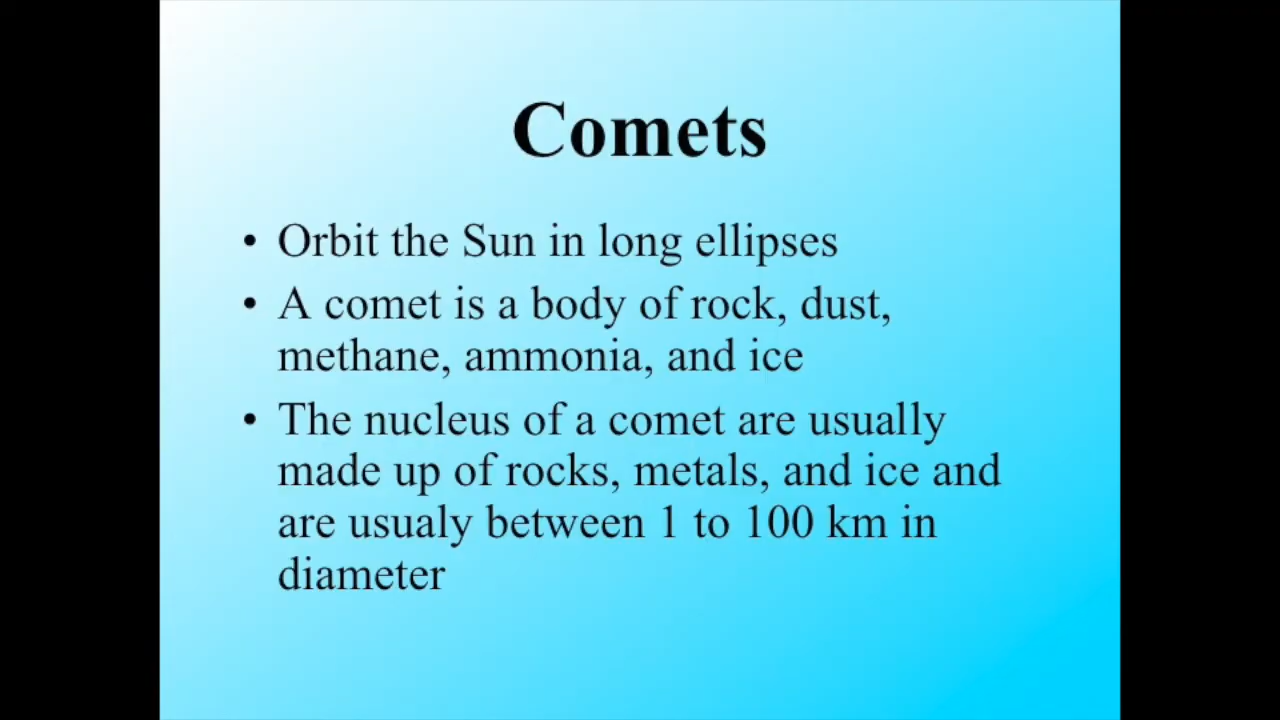 Comets
• Orbit the Sun in long ellipses
• A comet is a body of rock, dust,
methane, ammonia, and ice
• The nucleus of a comet are usually
made up of rocks, metals, and ice and
are usualy between 1 to 100 km in
diameter